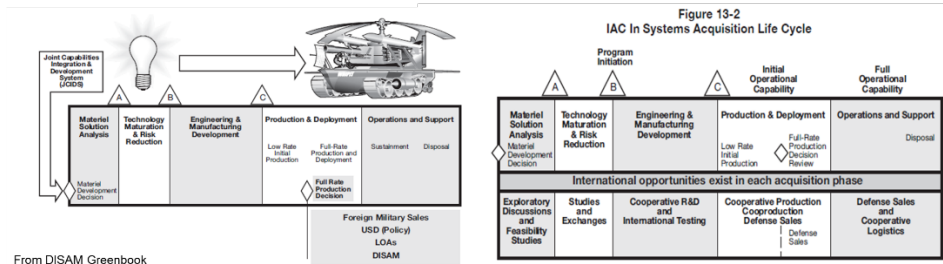 Joint Capabilities
Integration &
Development
System
(JCIDS)
A
B
C
Materiel
Solution
Analysis
Technology
Maturation
& Risk
Reduction
Engineering &
Manufacturing
Development
Production & Deployment
Operations and Support
Low Rate
Initial
Production
Full-Rate
Production and
Deployment
Sustainment
Disposal
Materiel
Development
Decision
Full Rate
Production
Decision
Foreign Military Sales
USD (Policy)
LOAs
DISAM
From DISAM Greenbook
Figure 13-2
IAC In Systems Acquisition Life Cycle
Program
Initiation
Initial
Operational
Capability
Full
Operational
Capability
A
B
C
Materiel
Solution
Analysis
Materiel
Development
Decision
Technology
Maturation
& Risk
Reduction
Engineering &
Manufacturing
Development
Production & Deployment
Low Rate
Initial
Production
Full-Rate
Production
Decision
Review
Operations and Support
Disposal
International opportunities exist in each acquisition phase
Exploratory
Discussions
and
Feasibility
Studies
Studies
and
Exchanges
Cooperative R&D
and
International Testing
Cooperative Production
Coproduction
Defense Sales
Defense
Sales
Defense Sales
and
Cooperative
Logistics